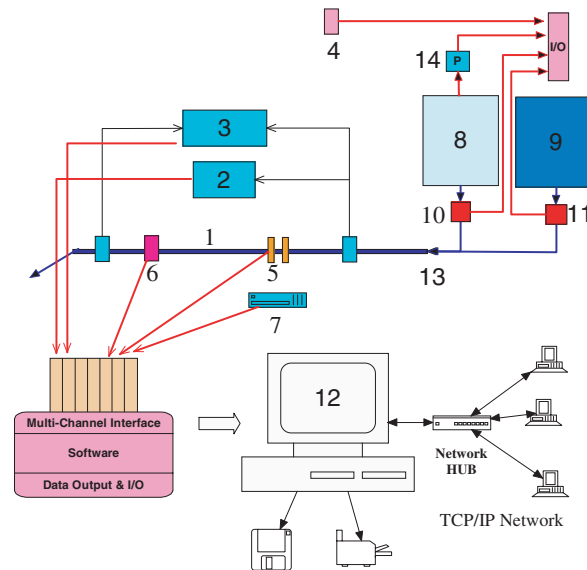 4
I/O
14
P
3
8
9
2
10
11
1
6
5
13
7
12
Multi-Channel Interface
Software
Data Output & I/O
Network
HUB
TCP/IP Network